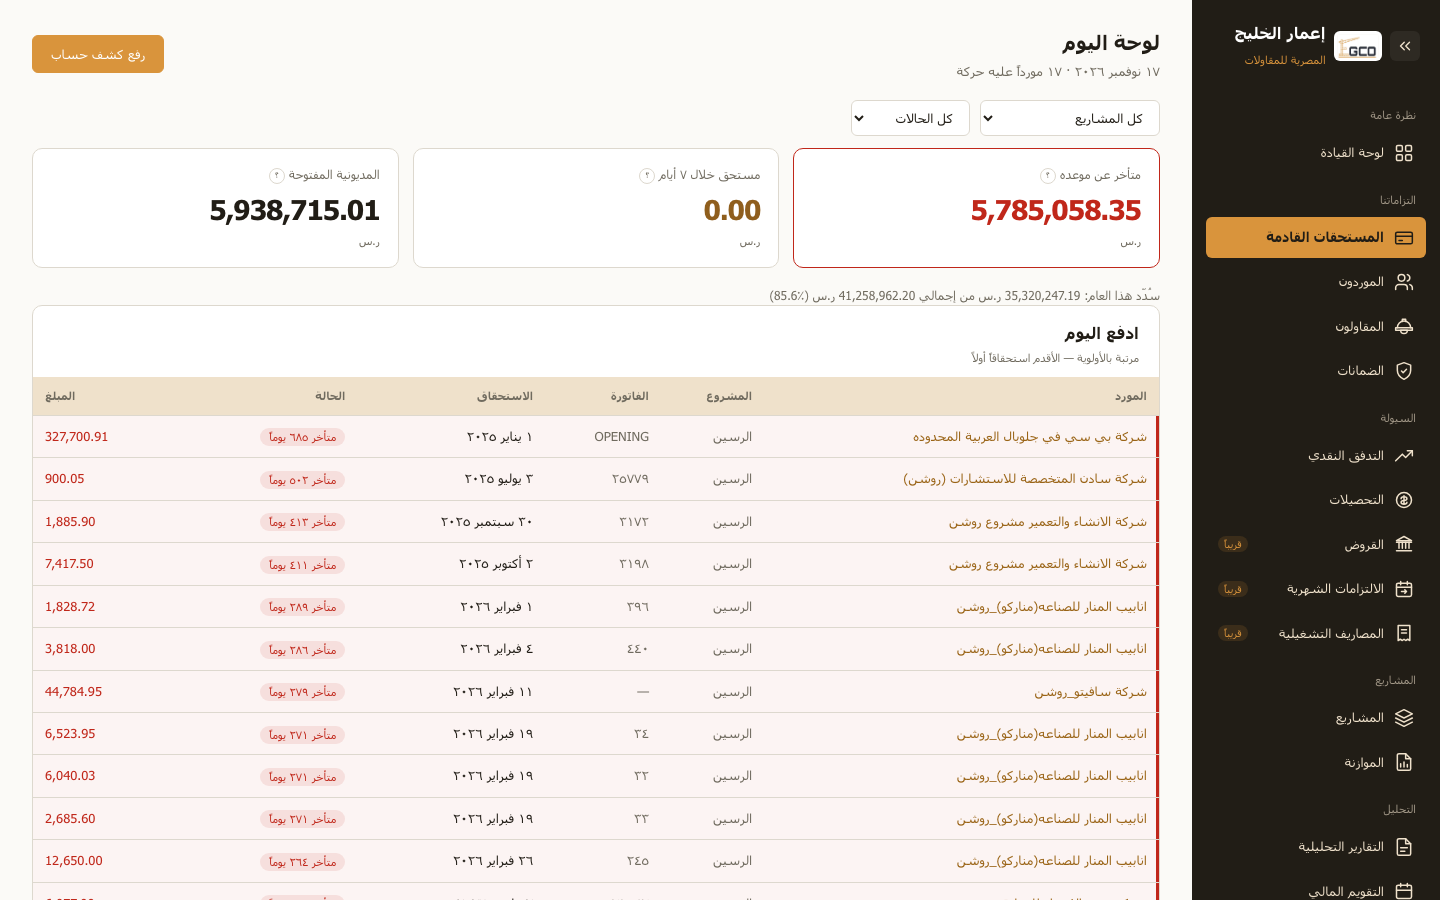 إعمار الخليج
المصرية للمقاولات
GCO
نظرة عامة
لوحة القيادة
التزاماتنا
المستحقات القادمة
الموردون
المقاولون
الضمانات
السيولة
التدفق النقدي
التحصيلات
القروض
قريباً
الالتزامات الشهرية
قريباً
المصاريف التشغيلية
قريباً
المشاريع
المشاريع
الموازنة
التحليل
التقارير التحليلية
التقويم المالي
لوحة اليوم
١٧ نوفمبر ٢٠٢٦ · ١٧ مورداً عليه حركة
رفع كشف حساب
كل المشاريع
كل الحالات
متأخر عن موعده ؟
5,785,058.35
ر.س
مستحق خلال ٧ أيام ؟
0.00
ر.س
المديونية المفتوحة ؟
5,938,715.01
ر.س
سُدِّد هذا العام: 35,320,247.19 ر.س من إجمالي 41,258,962.20 ر.س (85.6٪)
ادفع اليوم
مرتبة بالأولوية — الأقدم استحقاقاً أولاً
المورد المشروع الفاتورة الاستحقاق الحالة المبلغ
شركة بي سي في جلوبال العربية المحدوده الرسين OPENING ١ يناير ٢٠٢٥ متأخر ٦٨٥ يوماً 327,700.91
شركة سادن المتخصصة للاستشارات (روشن) الرسين ٢٥٧٧٩ ٣ يوليو ٢٠٢٥ متأخر ٥٠٢ يوماً 900.05
شركة الانشاء والتعمير مشروع روشن الرسين ٣١٧٢ ٣٠ سبتمبر ٢٠٢٥ متأخر ٤١٣ يوماً 1,885.90
شركة الانشاء والتعمير مشروع روشن الرسين ٣١٩٨ ٢ أكتوبر ٢٠٢٥ متأخر ٤١١ يوماً 7,417.50
انابيب المنار للصناعه(مناركو)_روشن الرسين ٣٩٦ ١ فبراير ٢٠٢٦ متأخر ٢٨٩ يوماً 1,828.72
انابيب المنار للصناعه(مناركو)_روشن الرسين ٤٤٠ ٤ فبراير ٢٠٢٦ متأخر ٢٨٦ يوماً 3,818.00
شركة سافيتو_روشن الرسين — ١١ فبراير ٢٠٢٦ متأخر ٢٧٩ يوماً 44,784.95
انابيب المنار للصناعه(مناركو)_روشن الرسين ٣٤ ١٩ فبراير ٢٠٢٦ متأخر ٢٧١ يوماً 6,523.95
انابيب المنار للصناعه(مناركو)_روشن الرسين ٣٢ ١٩ فبراير ٢٠٢٦ متأخر ٢٧١ يوماً 6,040.03
انابيب المنار للصناعه(مناركو)_روشن الرسين ٣٣ ١٩ فبراير ٢٠٢٦ متأخر ٢٧١ يوماً 2,685.60
انابيب المنار للصناعه(مناركو)_روشن الرسين ٢٤٥ ٢٦ فبراير ٢٠٢٦ متأخر ٢٦٤ يوماً 12,650.00